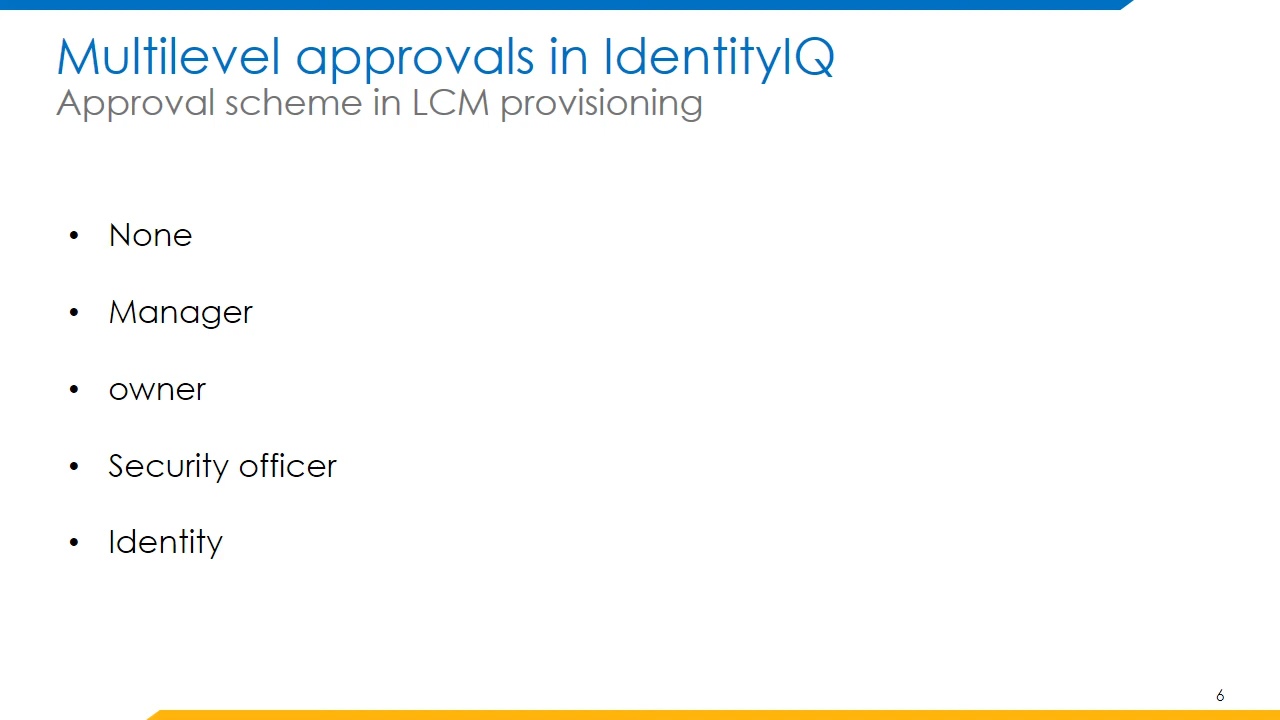 Multilevel approvals in IdentityIQ
Approval scheme in LCM provisioning
• None
• Manager
• owner
• Security officer
• Identity
6